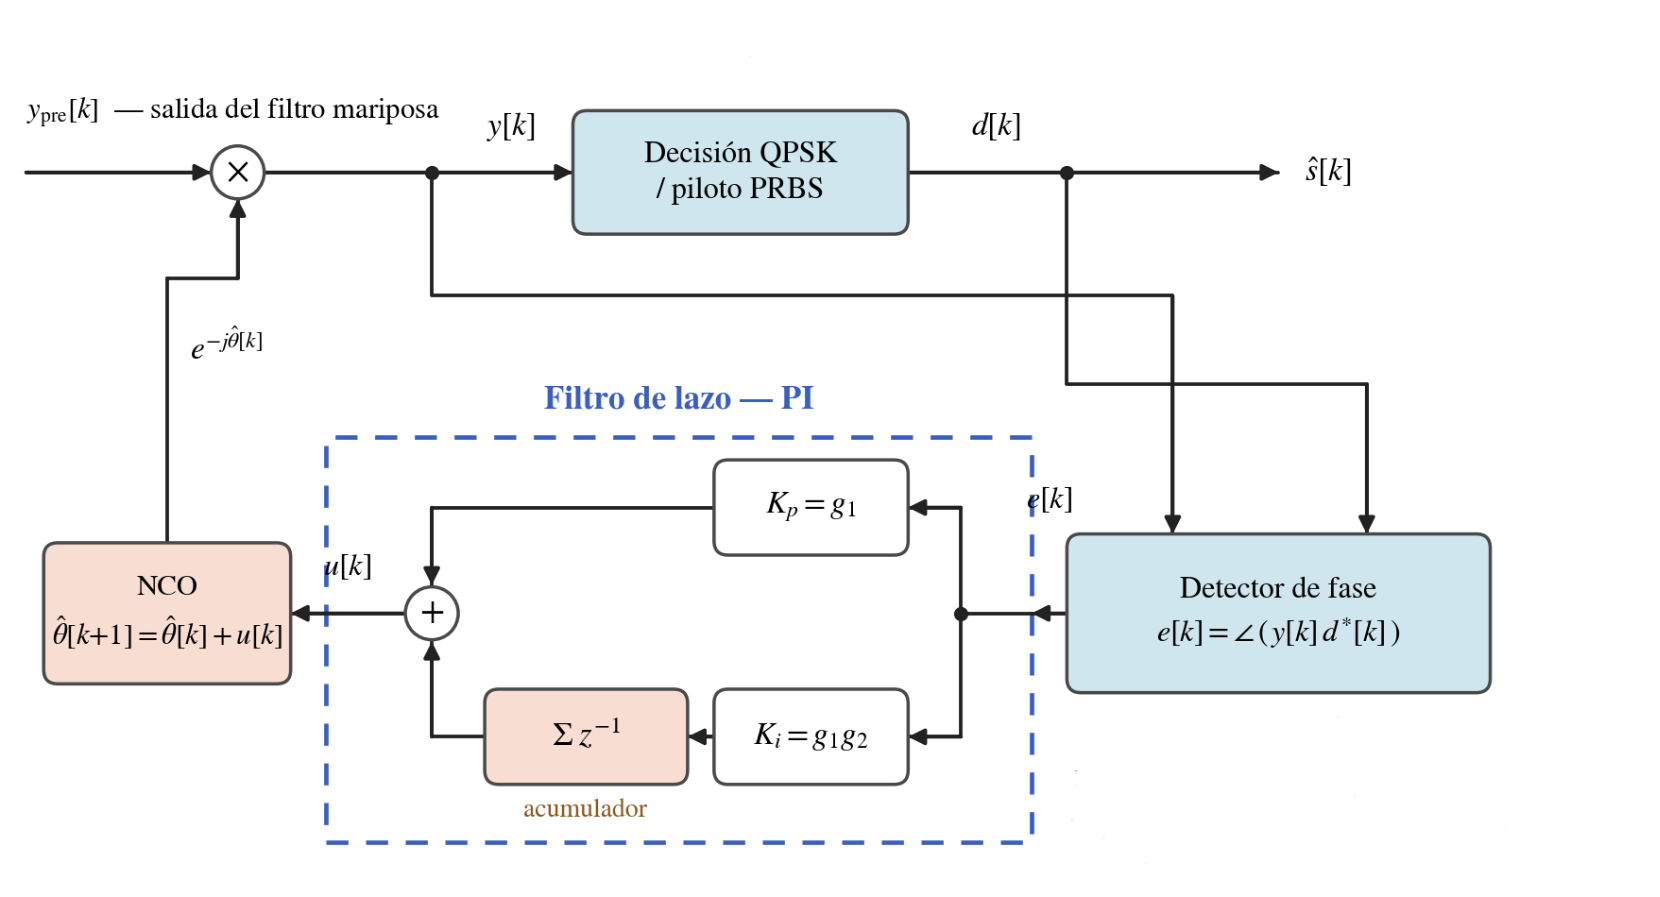 y_pre[k] — salida del filtro mariposa
×
y[k]
Decisión QPSK
/ piloto PRBS
d[k]
ŝ[k]
e^{−jθ̂[k]}
Filtro de lazo — PI
K_p = g_1
e[k]
u[k]
NCO
θ̂[k+1] = θ̂[k] + u[k]
+
Detector de fase
e[k] = ∠(y[k] d*[k])
Σ z^{−1}
K_i = g_1g_2
acumulador